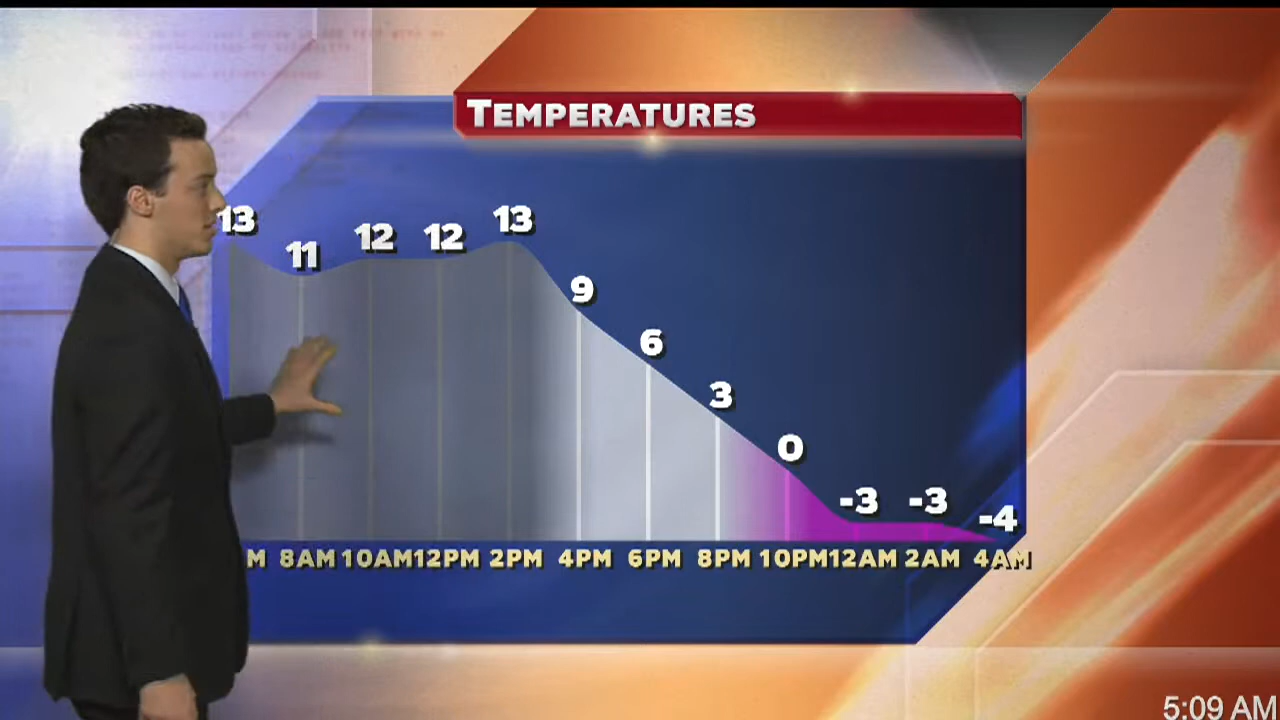 TEMPERATURES
13 11 12 12 13 9 6 3 0 -3 -3 -4
M 8AM 10AM 12PM 2PM 4PM 6PM 8PM 10PM 12AM 2AM 4AM
5:09 AM